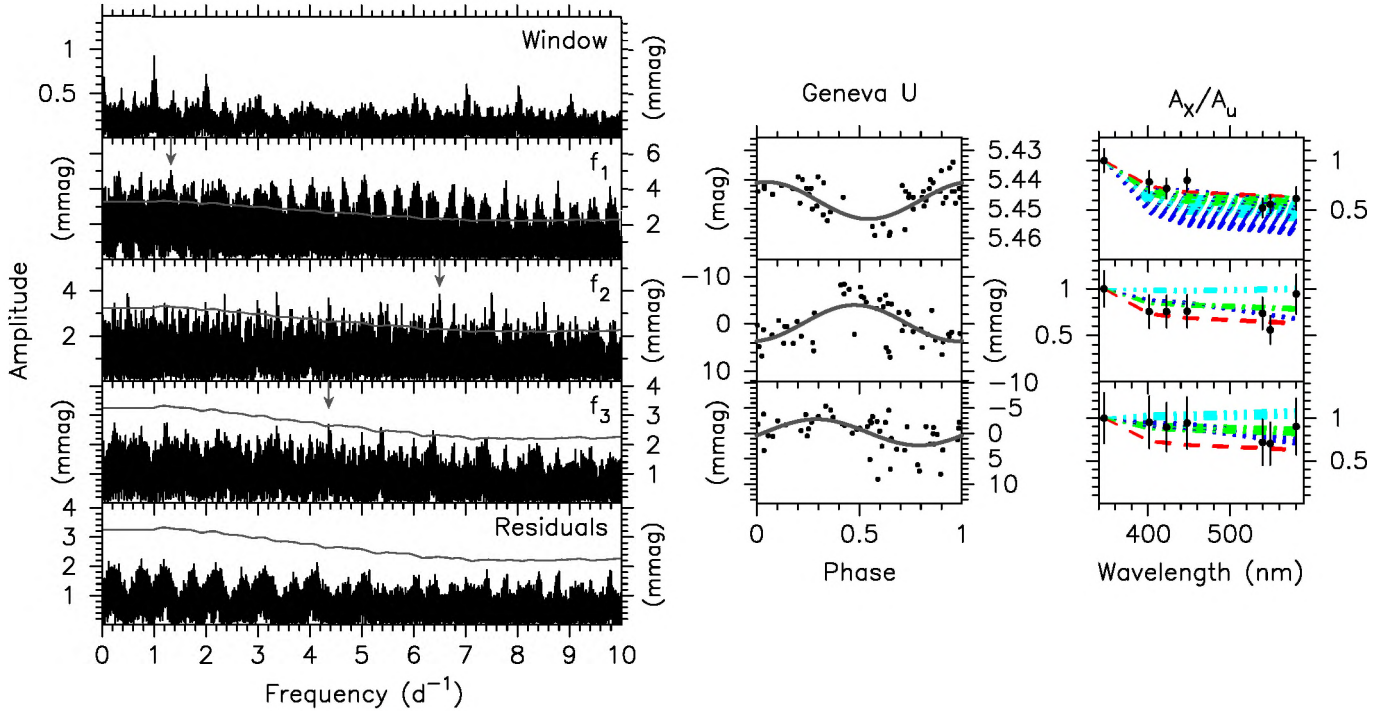 Window
1
0.5
(mmag)
f₁
6
4
2
(mmag)
f₂
4
2
(mmag)
f₃
4
3
2
1
(mmag)
Residuals
4
3
2
1
(mmag)
Amplitude
0 1 2 3 4 5 6 7 8 9 10
Frequency (d⁻¹)
Geneva U
5.43
5.44
5.45
5.46
(mag)
−10
0
10
(mmag)
−10
−5
0
5
10
(mmag)
0 0.5 1
Phase
Aₓ/Aᵤ
1
0.5
1
0.5
1
0.5
400 500
Wavelength (nm)